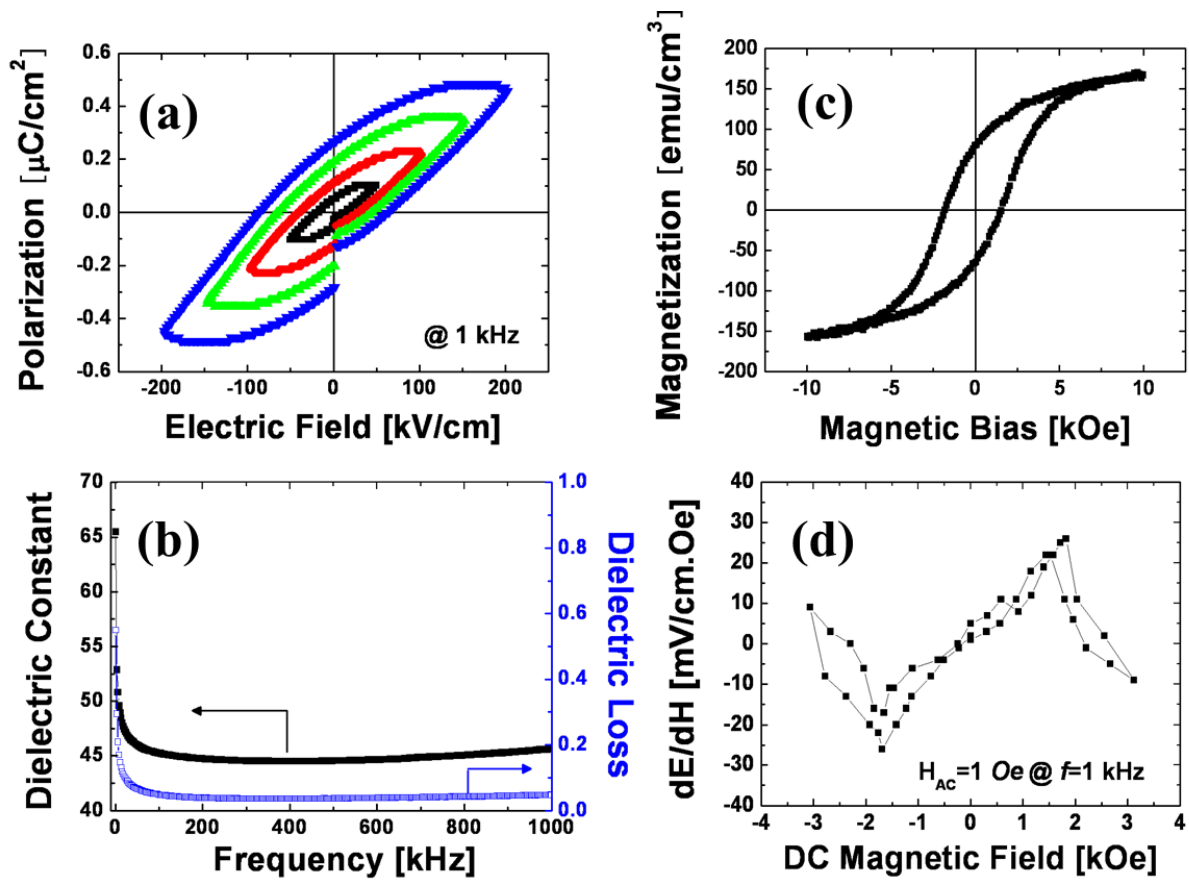 (a)
Polarization [μC/cm²]
0.6
0.4
0.2
0.0
-0.2
-0.4
-0.6
@ 1 kHz
-200 -100 0 100 200
Electric Field [kV/cm]
(c)
Magnetization [emu/cm³]
200
150
100
50
0
-50
-100
-150
-200
-10 -5 0 5 10
Magnetic Bias [kOe]
(b)
Dielectric Constant
70
65
60
55
50
45
40
1.0
0.8
0.6
0.4
0.2
0.0
Dielectric Loss
0 200 400 600 800 1000
Frequency [kHz]
(d)
dE/dH [mV/cm.Oe]
40
30
20
10
0
-10
-20
-30
-40
H_AC=1 Oe @ f=1 kHz
-4 -3 -2 -1 0 1 2 3 4
DC Magnetic Field [kOe]